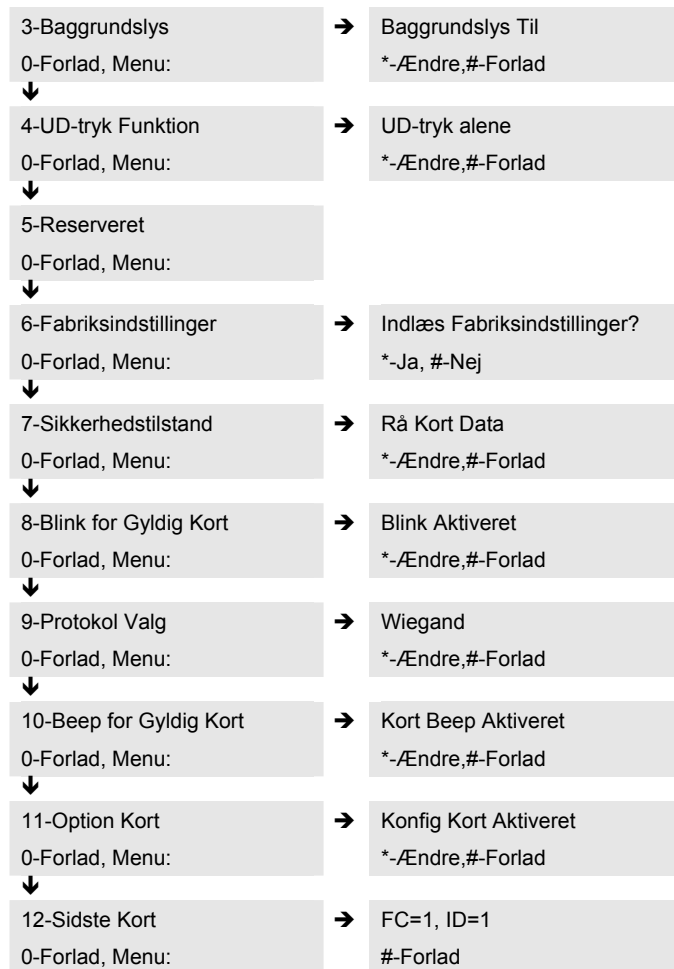 3-Baggrundslys ➔ Baggrundslys Til
0-Forlad, Menu: *-Ændre,#-Forlad
4-UD-tryk Funktion ➔ UD-tryk alene
0-Forlad, Menu: *-Ændre,#-Forlad
5-Reserveret
0-Forlad, Menu:
6-Fabriksindstillinger ➔ Indlæs Fabriksindstillinger?
0-Forlad, Menu: *-Ja, #-Nej
7-Sikkerhedstilstand ➔ Rå Kort Data
0-Forlad, Menu: *-Ændre,#-Forlad
8-Blink for Gyldig Kort ➔ Blink Aktiveret
0-Forlad, Menu: *-Ændre,#-Forlad
9-Protokol Valg ➔ Wiegand
0-Forlad, Menu: *-Ændre,#-Forlad
10-Beep for Gyldig Kort ➔ Kort Beep Aktiveret
0-Forlad, Menu: *-Ændre,#-Forlad
11-Option Kort ➔ Konfig Kort Aktiveret
0-Forlad, Menu: *-Ændre,#-Forlad
12-Sidste Kort ➔ FC=1, ID=1
0-Forlad, Menu: #-Forlad